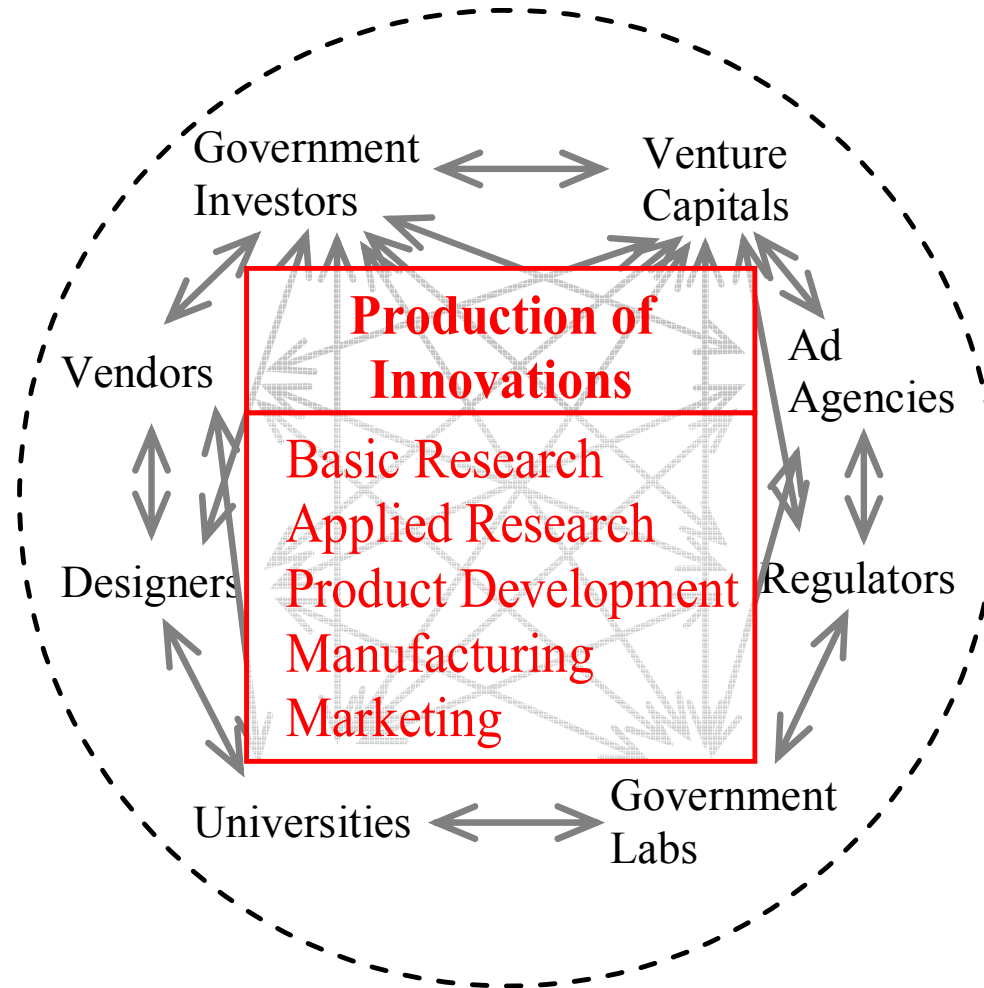 Government
Investors
Venture
Capitals
Production of
Innovations
Vendors
Ad
Agencies
Basic Research
Applied Research
Product Development
Manufacturing
Marketing
Designers
Regulators
Universities
Government
Labs